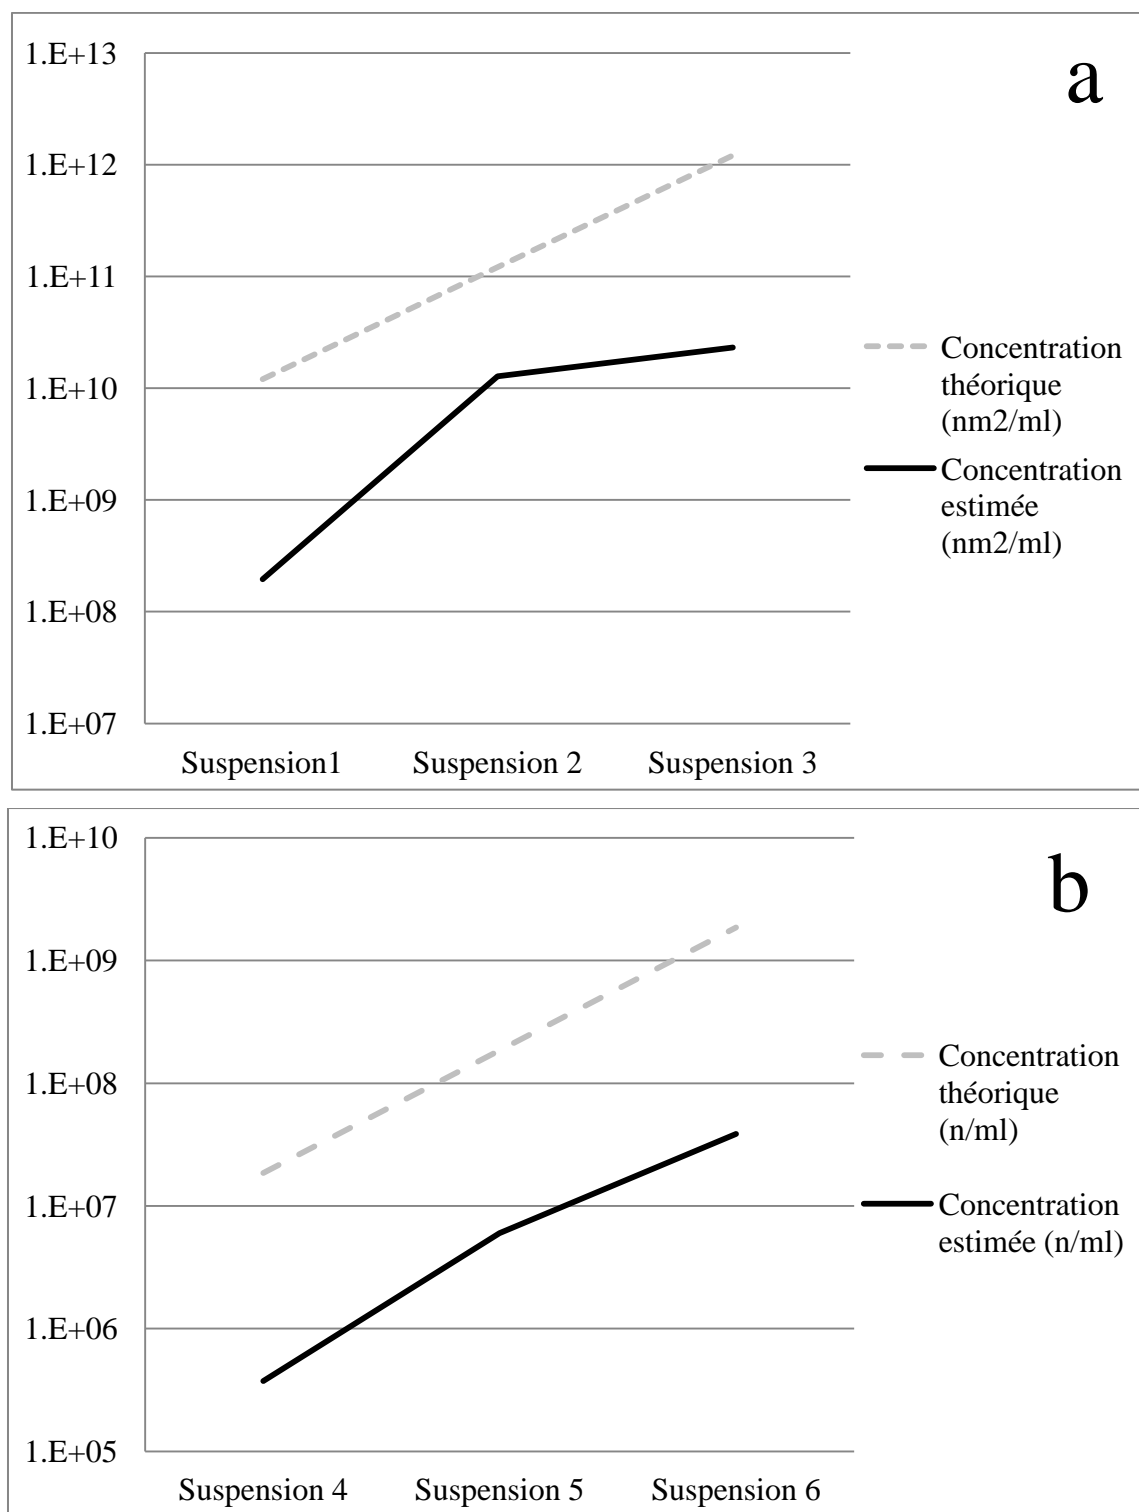 a
1.E+13
1.E+12
1.E+11
1.E+10
1.E+09
1.E+08
1.E+07
Suspension1 Suspension 2 Suspension 3
Concentration
théorique
(nm2/ml)
Concentration
estimée
(nm2/ml)
b
1.E+10
1.E+09
1.E+08
1.E+07
1.E+06
1.E+05
Suspension 4 Suspension 5 Suspension 6
Concentration
théorique
(n/ml)
Concentration
estimée (n/ml)